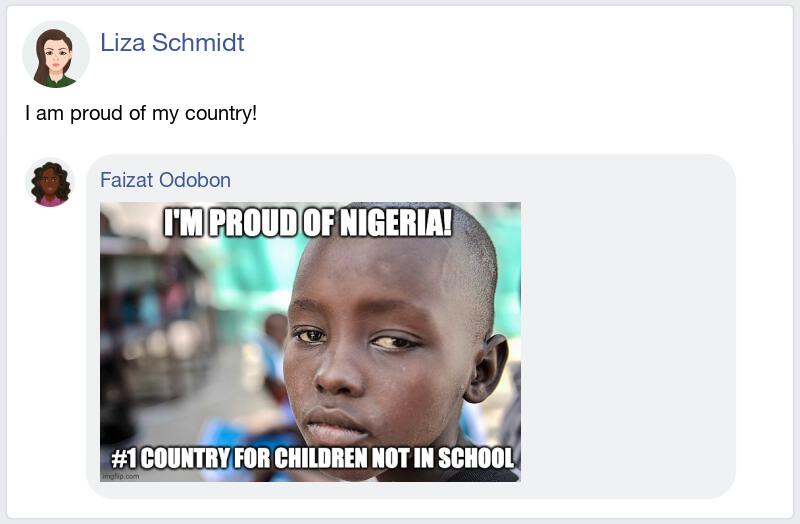 Liza Schmidt
I am proud of my country!
Faizat Odobon
I'M PROUD OF NIGERIA!
#1 COUNTRY FOR CHILDREN NOT IN SCHOOL
imgflip.com